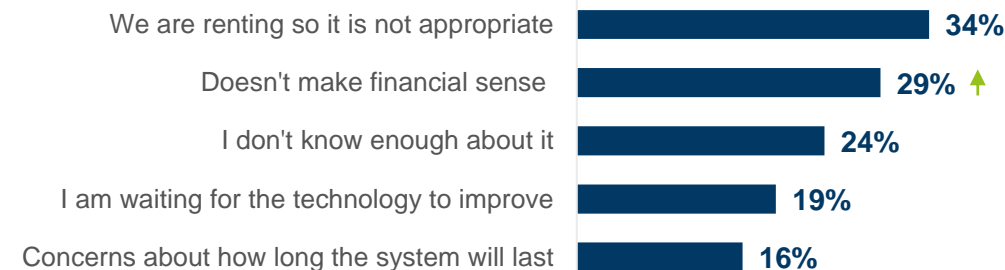 We are renting so it is not appropriate 34%
Doesn't make financial sense 29%
I don't know enough about it 24%
I am waiting for the technology to improve 19%
Concerns about how long the system will last 16%